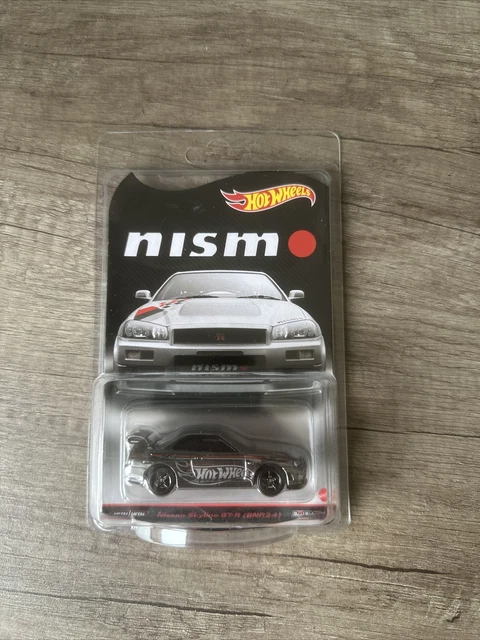 Hot Wheels
nismo
nismo
Hot Wheels
Nissan Skyline GT-R (BNR34)